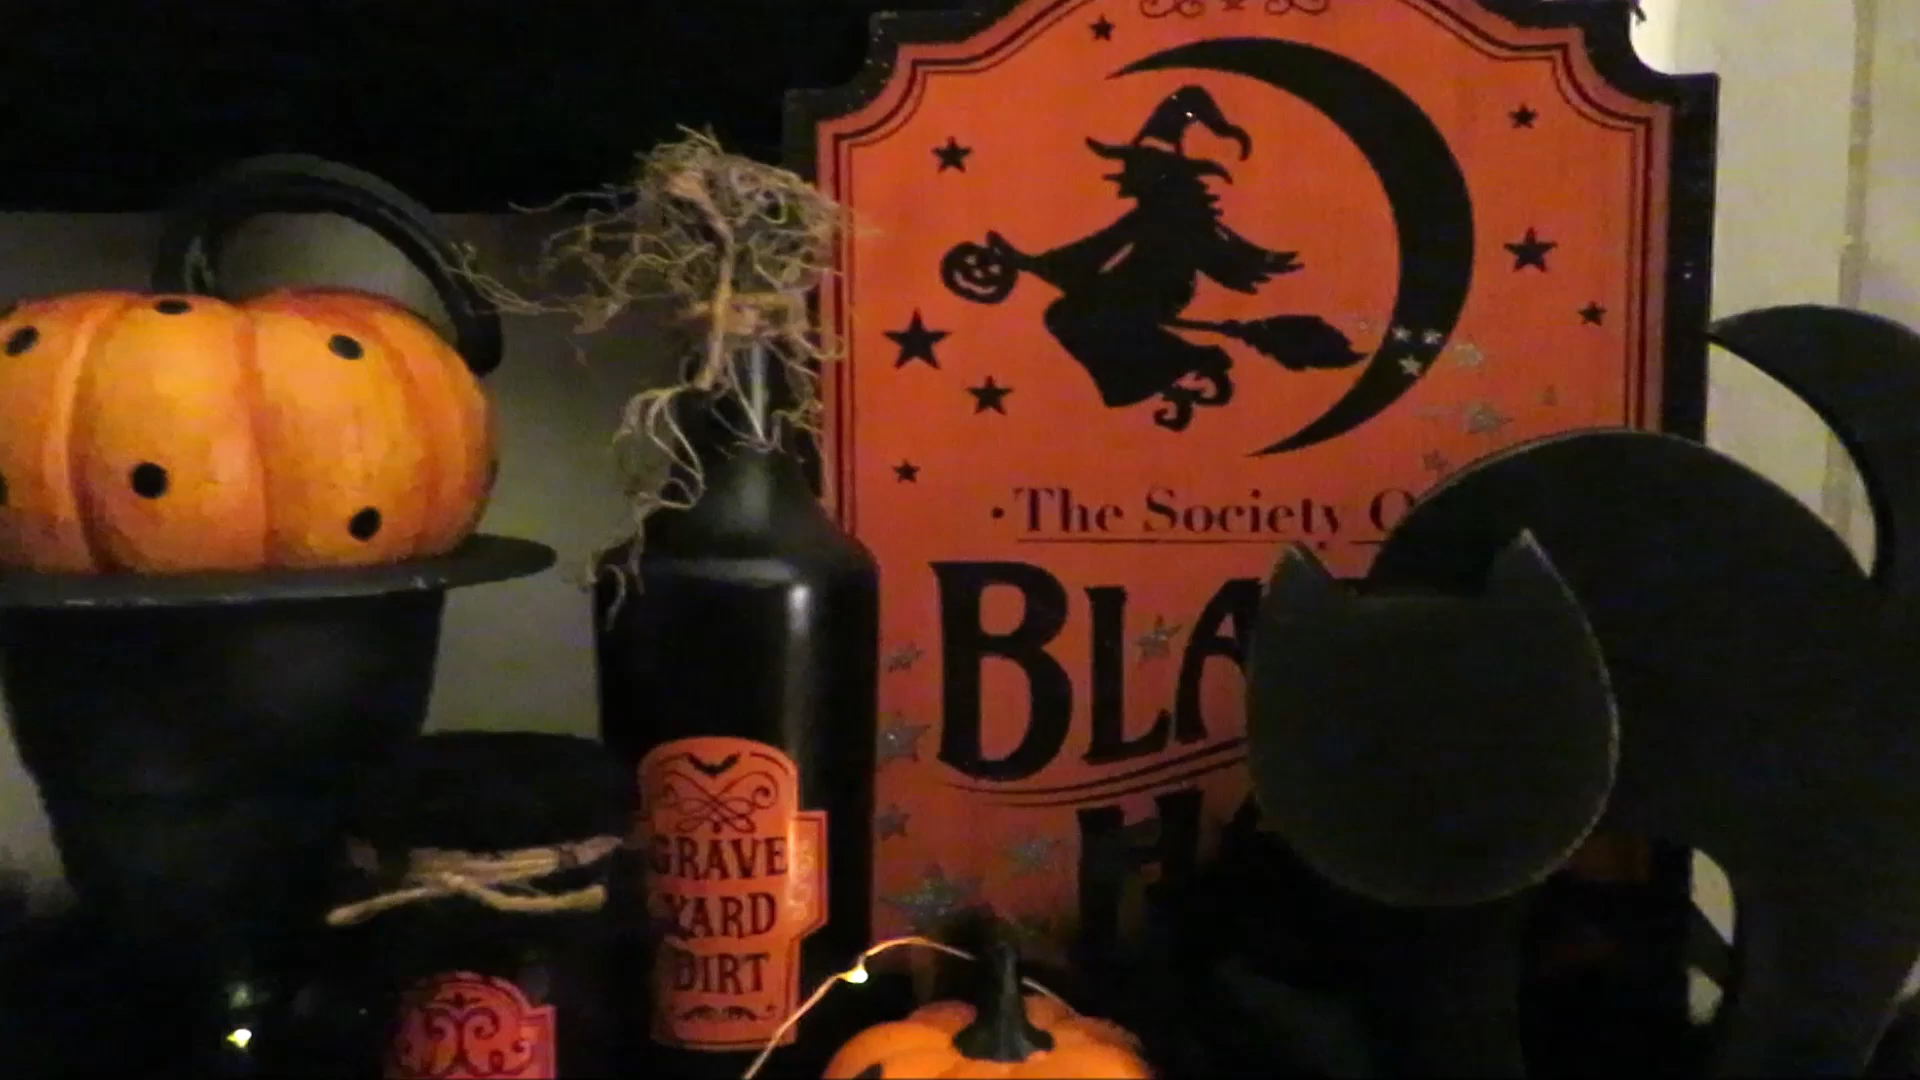 The Society O
BLA
H
GRAVE
YARD
DIRT